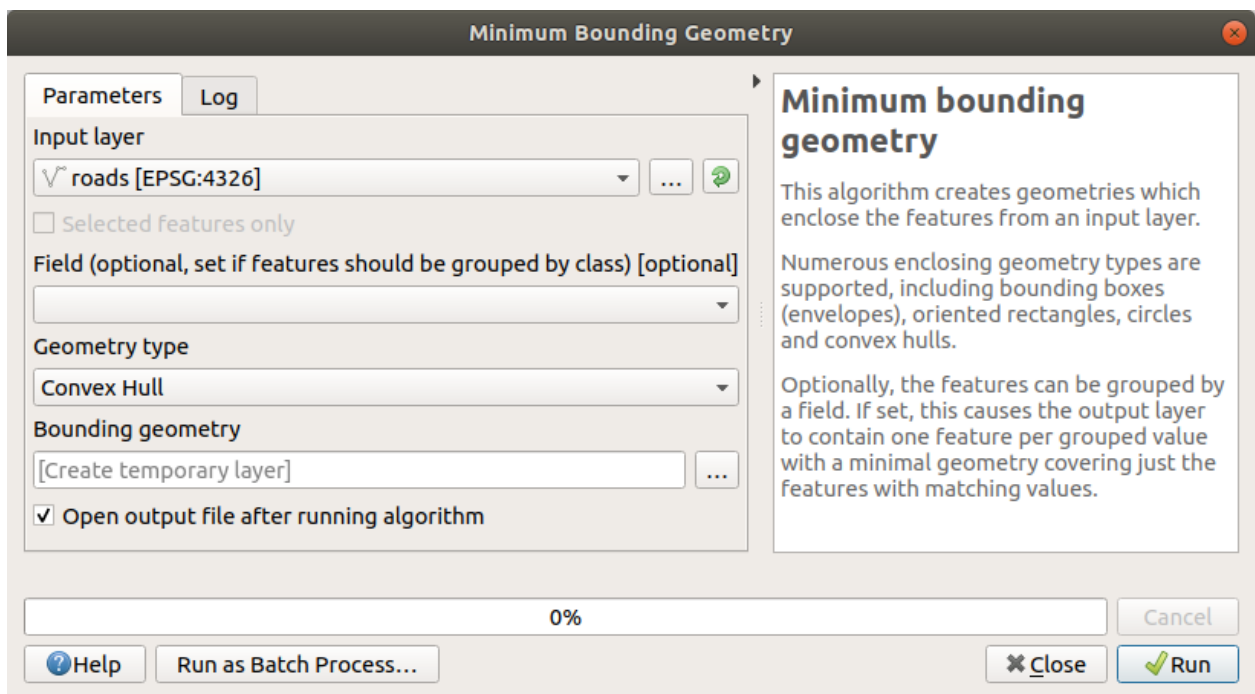 Minimum Bounding Geometry
Parameters
Log
Input layer
roads [EPSG:4326]
...
Selected features only
Field (optional, set if features should be grouped by class) [optional]
Geometry type
Convex Hull
Bounding geometry
[Create temporary layer]
...
Open output file after running algorithm
Minimum bounding
geometry
This algorithm creates geometries which
enclose the features from an input layer.
Numerous enclosing geometry types are
supported, including bounding boxes
(envelopes), oriented rectangles, circles
and convex hulls.
Optionally, the features can be grouped by
a field. If set, this causes the output layer
to contain one feature per grouped value
with a minimal geometry covering just the
features with matching values.
0%
Cancel
Help
Run as Batch Process...
Close
Run